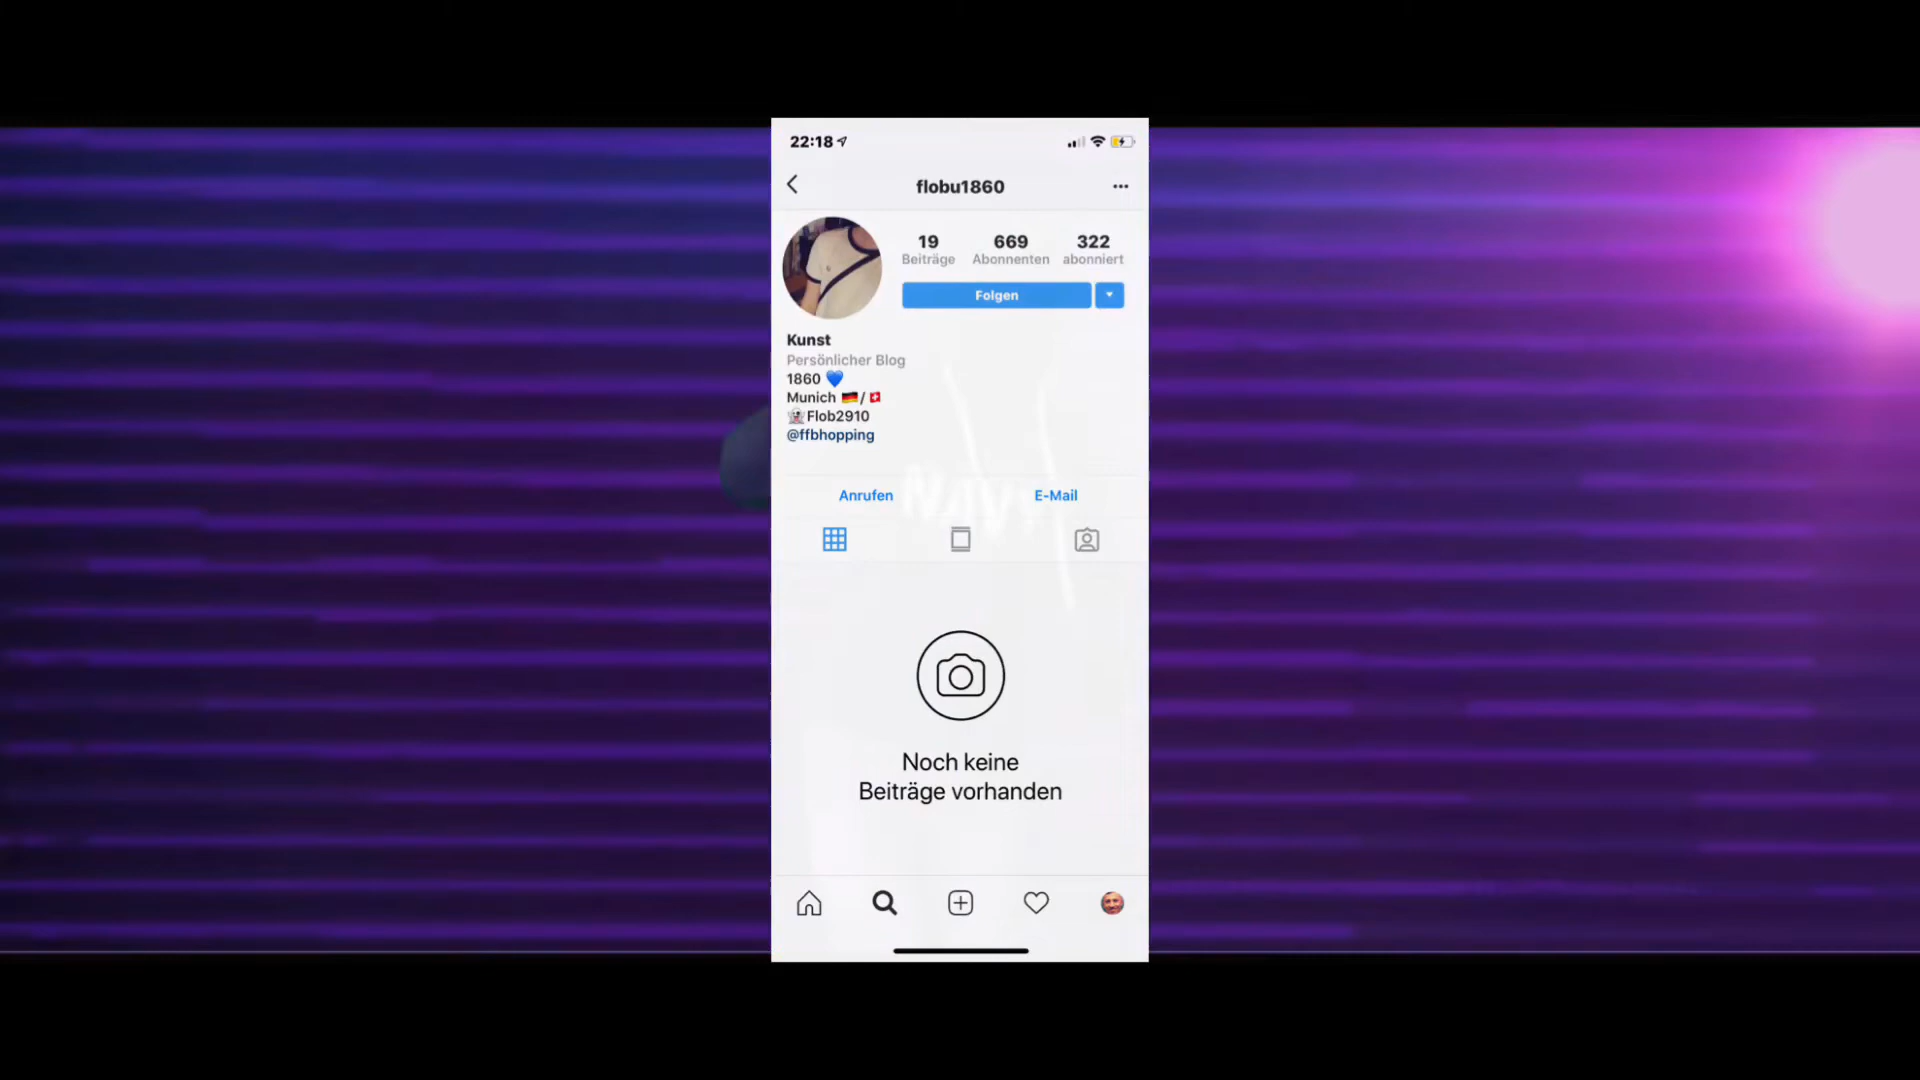 22:18
flobu1860
19 669 322
Beiträge Abonnenten abonniert
Folgen
Kunst
Persönlicher Blog
1860 💙
Munich 🇩🇪/🇨🇭
👻Flob2910
@ffbhopping
Anrufen E-Mail
Noch keine
Beiträge vorhanden